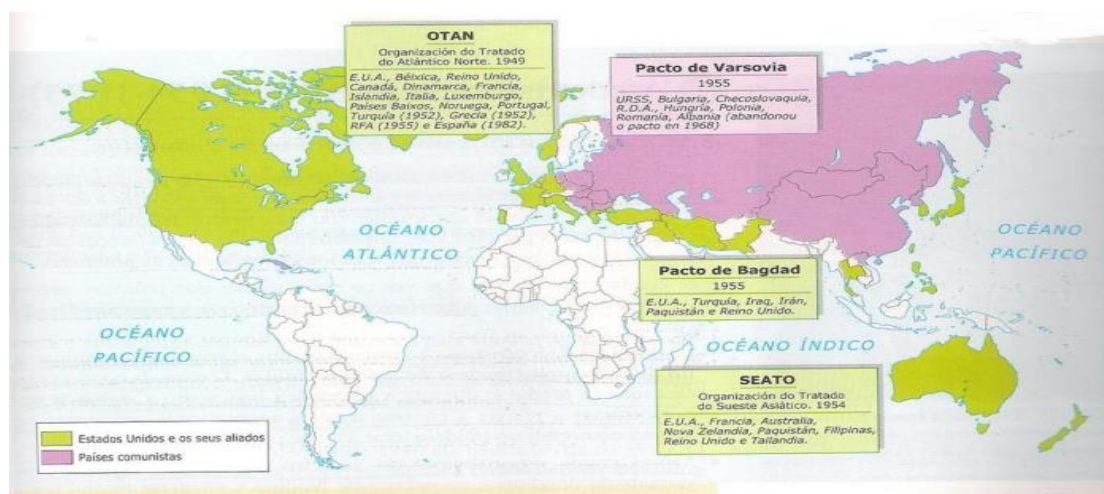 OTAN
Organización do Tratado
do Atlántico Norte. 1949
E.U.A., Bélxica, Reino Unido,
Canadá, Dinamarca, Francia,
Islandia, Italia, Luxemburgo,
Países Baixos, Noruega, Portugal,
Turquía (1952), Grecia (1952),
RFA (1955) e España (1982).
Pacto de Varsovia
1955
URSS, Bulgaria, Checoslovaquia,
R.D.A., Hungría, Polonia,
Romanía, Albania (abandonou
o pacto en 1968)
OCÉANO
ATLÁNTICO
OCÉANO
PACÍFICO
Pacto de Bagdad
1955
E.U.A., Turquía, Iraq, Irán,
Paquistán e Reino Unido.
OCÉANO
PACÍFICO
OCÉANO ÍNDICO
SEATO
Organización do Tratado
do Sueste Asiático. 1954
E.U.A., Francia, Australia,
Nova Zelandia, Paquistán, Filipinas,
Reino Unido e Tailandia.
Estados Unidos e os seus aliados
Países comunistas